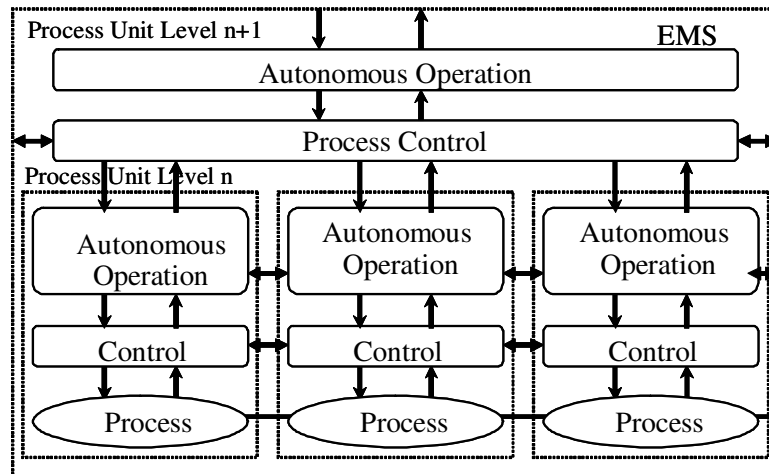 Process Unit Level n+1
EMS
Autonomous Operation
Process Control
Process Unit Level n
Autonomous
Operation
Autonomous
Operation
Autonomous
Operation
Control
Control
Control
Process
Process
Process